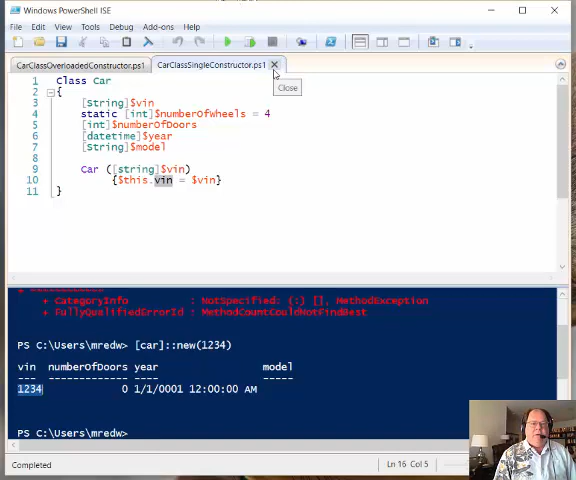 Windows PowerShell ISE
File Edit View Tools Debug Add-ons Help
CarClassOverloadedConstructor.ps1 CarClassSingleConstructor.ps1
Close
1 Class Car
2 {
3 [String]$vin
4 static [int]$numberOfWheels = 4
5 [int]$numberOfDoors
6 [datetime]$year
7 [String]$model
8
9 Car ([string]$vin)
10 {$this.vin = $vin}
11 }
+ CategoryInfo : NotSpecified: (:) [], MethodException
+ FullyQualifiedErrorId : MethodCountCouldNotFindBest
PS C:\Users\mredw> [car]::new(1234)
vin numberOfDoors year model
--- ------------- ---- -----
1234 0 1/1/0001 12:00:00 AM
PS C:\Users\mredw>
Completed Ln 16 Col 5